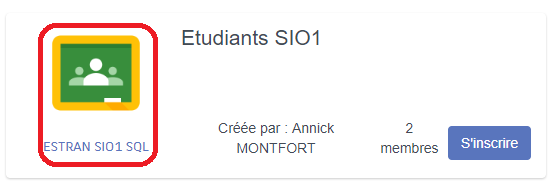 Etudiants SIO1
ESTRAN SIO1 SQL
Créée par : Annick
MONTFORT
2
membres
S'inscrire